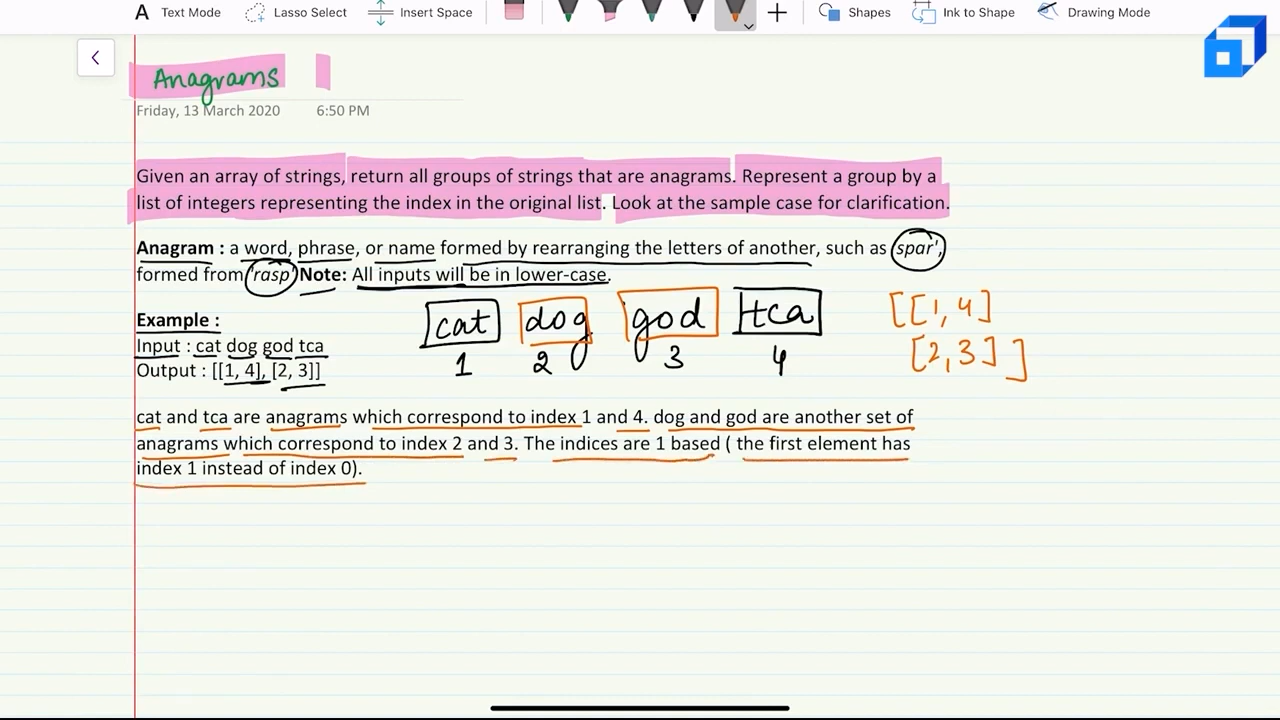 A Text Mode Lasso Select Insert Space Shapes Ink to Shape Drawing Mode
Anagrams
Friday, 13 March 2020 6:50 PM
Given an array of strings, return all groups of strings that are anagrams. Represent a group by a
list of integers representing the index in the original list. Look at the sample case for clarification.
Anagram : a word, phrase, or name formed by rearranging the letters of another, such as 'spar',
formed from 'rasp' Note: All inputs will be in lower-case.
Example :
Input : cat dog god tca
Output : [[1, 4], [2, 3]]
cat dog god tca
1 2 3 4
[[1, 4]
[2, 3]]
cat and tca are anagrams which correspond to index 1 and 4. dog and god are another set of
anagrams which correspond to index 2 and 3. The indices are 1 based ( the first element has
index 1 instead of index 0).